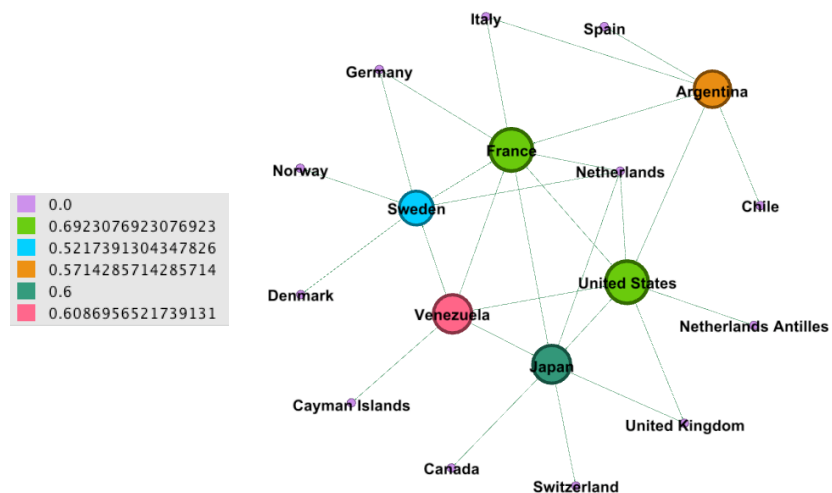 Italy
Spain
Germany
Argentina
France
Norway
Netherlands
Sweden
Chile
0.0
0.6923076923076923
0.5217391304347826
0.5714285714285714
0.6
0.6086956521739131
Denmark
United States
Venezuela
Netherlands Antilles
Japan
Cayman Islands
United Kingdom
Canada
Switzerland